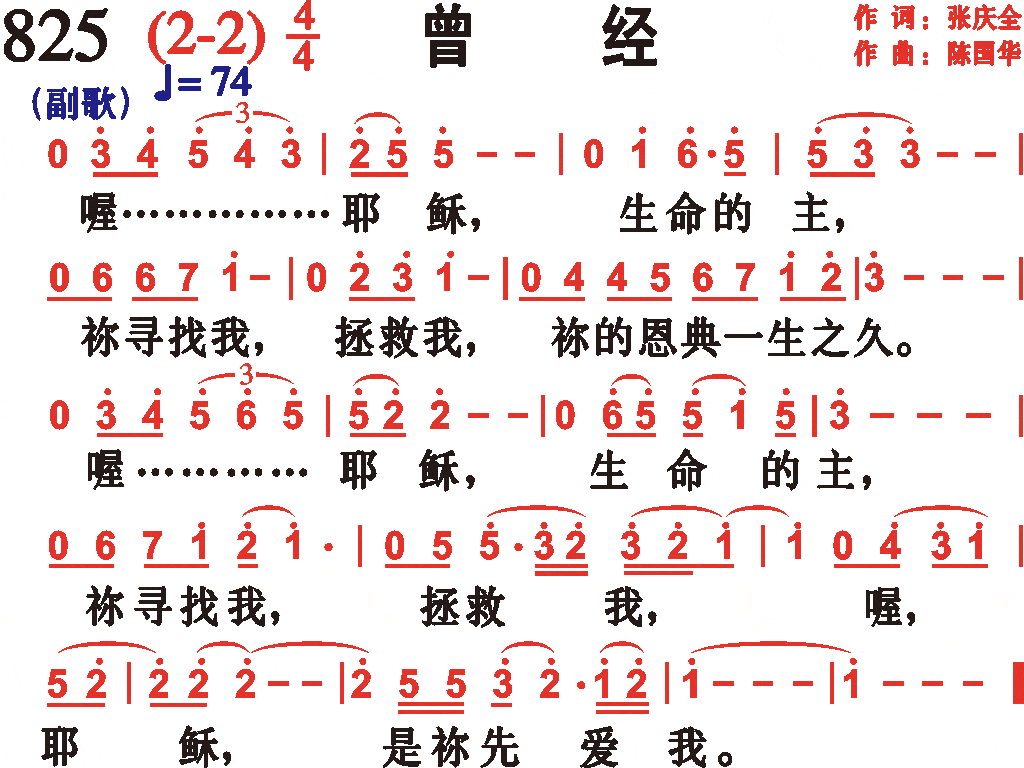 825 (2-2) 4/4 曾 经 作 词：张庆全
作 曲：陈国华
♩= 74
（副歌）
0 3 4 5 4 3 | 2 5 5 - - | 0 1 6 · 5 | 5 3 3 - - |
喔…………… 耶 稣， 生 命 的 主，
0 6 6 7 1 - | 0 2 3 1 - | 0 4 4 5 6 7 1 2 | 3 - - - |
祢寻找我， 拯救我， 祢的恩典一生之久。
0 3 4 5 6 5 | 5 2 2 - - | 0 6 5 5 1 5 | 3 - - - |
喔 ………… 耶 稣， 生 命 的 主，
0 6 7 1 2 1 · | 0 5 5 · 3 2 3 2 1 | 1 0 4 3 1 |
祢寻找我， 拯救 我， 喔，
5 2 | 2 2 2 - - | 2 5 5 3 2 · 1 2 | 1 - - - | 1 - - -
耶 稣， 是祢先 爱 我。